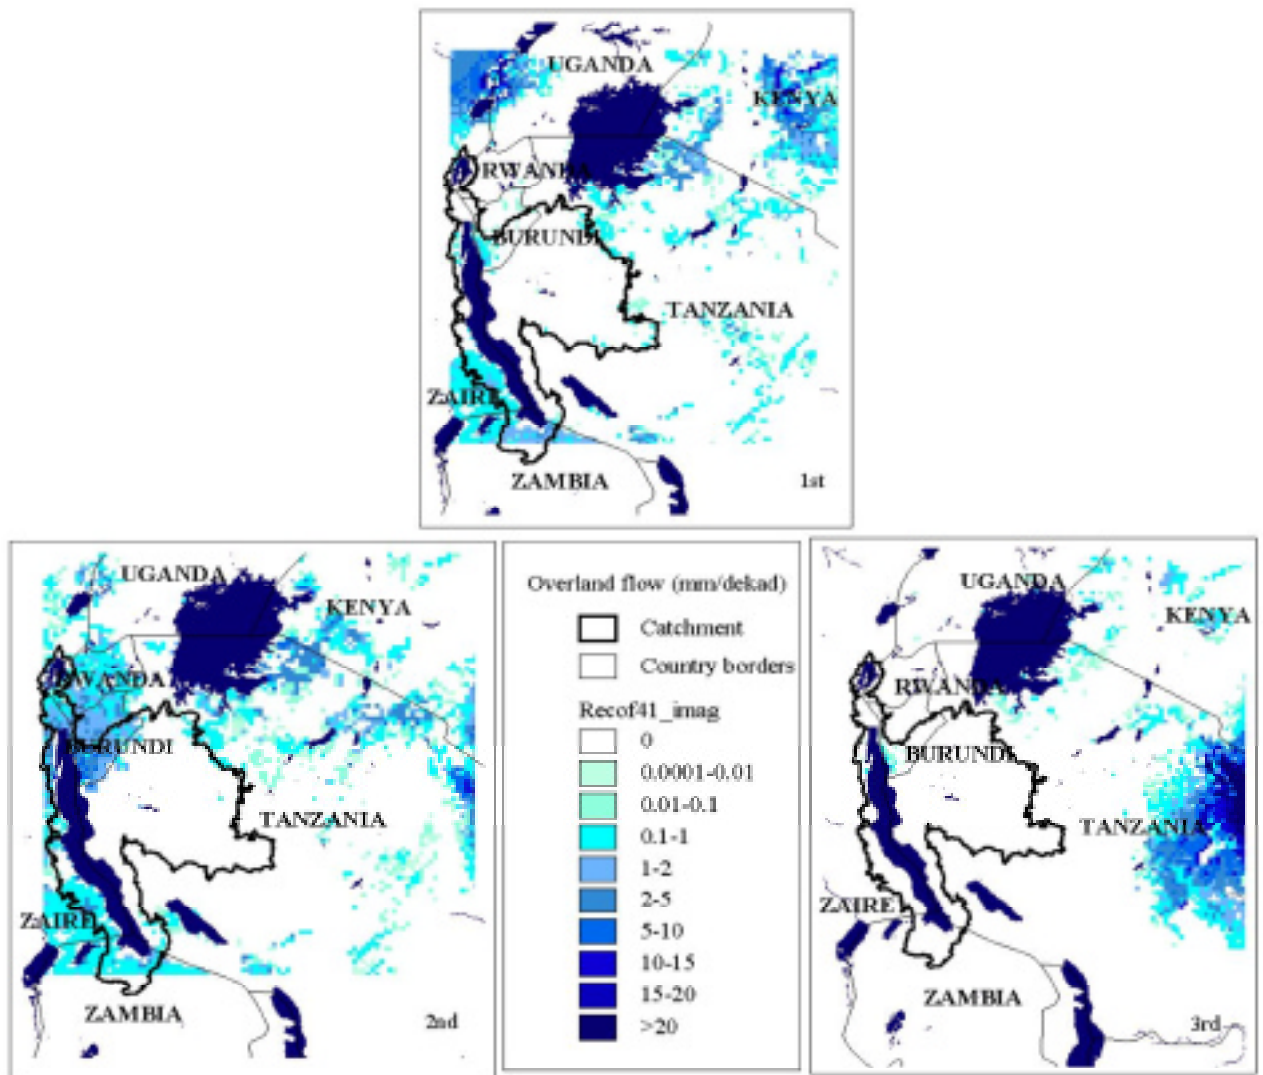 UGANDA
KENYA
RWANDA
BURUNDI
TANZANIA
ZAIRE
ZAMBIA
1st
UGANDA
KENYA
RWANDA
BURUNDI
TANZANIA
ZAIRE
ZAMBIA
2nd
Overland flow (mm/dekad)
Catchment
Country borders
Recof41_imag
0
0.0001-0.01
0.01-0.1
0.1-1
1-2
2-5
5-10
10-15
15-20
>20
UGANDA
KENYA
RWANDA
BURUNDI
TANZANIA
ZAIRE
ZAMBIA
3rd